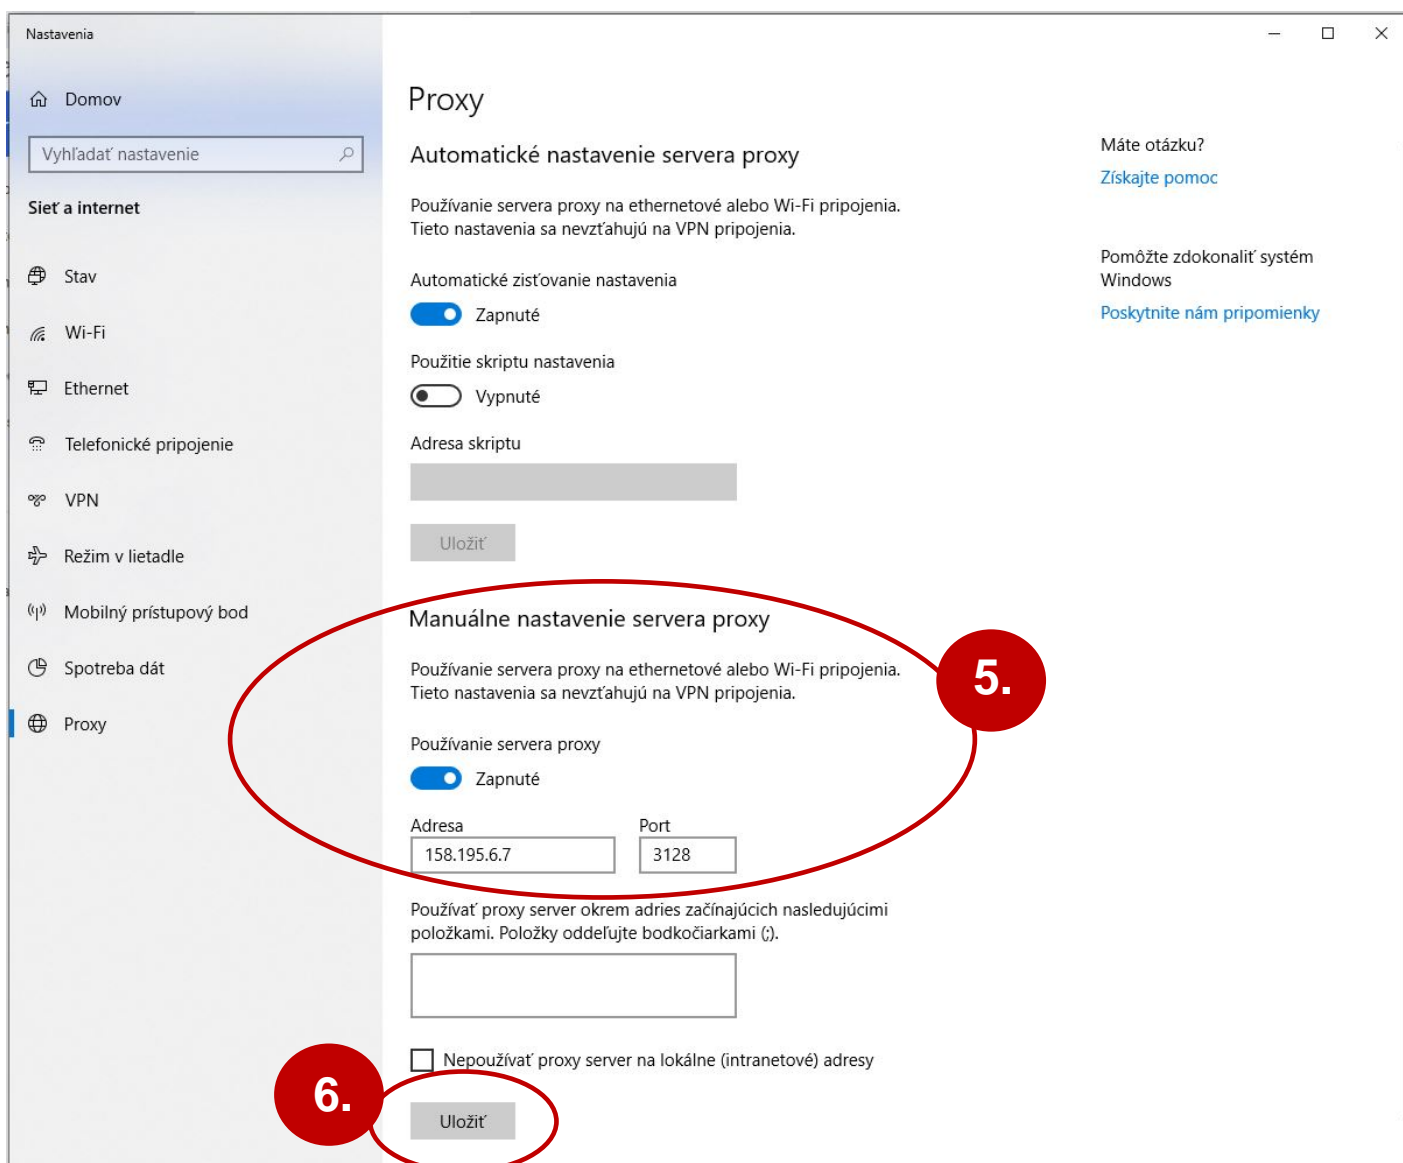 Nastavenia
Domov
Vyhľadať nastavenie
Sieť a internet
Stav
Wi-Fi
Ethernet
Telefonické pripojenie
VPN
Režim v lietadle
Mobilný prístupový bod
Spotreba dát
Proxy
Proxy
Automatické nastavenie servera proxy
Používanie servera proxy na ethernetové alebo Wi-Fi pripojenia.
Tieto nastavenia sa nevzťahujú na VPN pripojenia.
Automatické zisťovanie nastavenia
Zapnuté
Použitie skriptu nastavenia
Vypnuté
Adresa skriptu
Uložiť
Manuálne nastavenie servera proxy
Používanie servera proxy na ethernetové alebo Wi-Fi pripojenia.
Tieto nastavenia sa nevzťahujú na VPN pripojenia.
5.
Používanie servera proxy
Zapnuté
Adresa Port
158.195.6.7 3128
Používať proxy server okrem adries začínajúcich nasledujúcimi
položkami. Položky oddeľujte bodkočiarkami (;).
Nepoužívať proxy server na lokálne (intranetové) adresy
6.
Uložiť
Máte otázku?
Získajte pomoc
Pomôžte zdokonaliť systém
Windows
Poskytnite nám pripomienky